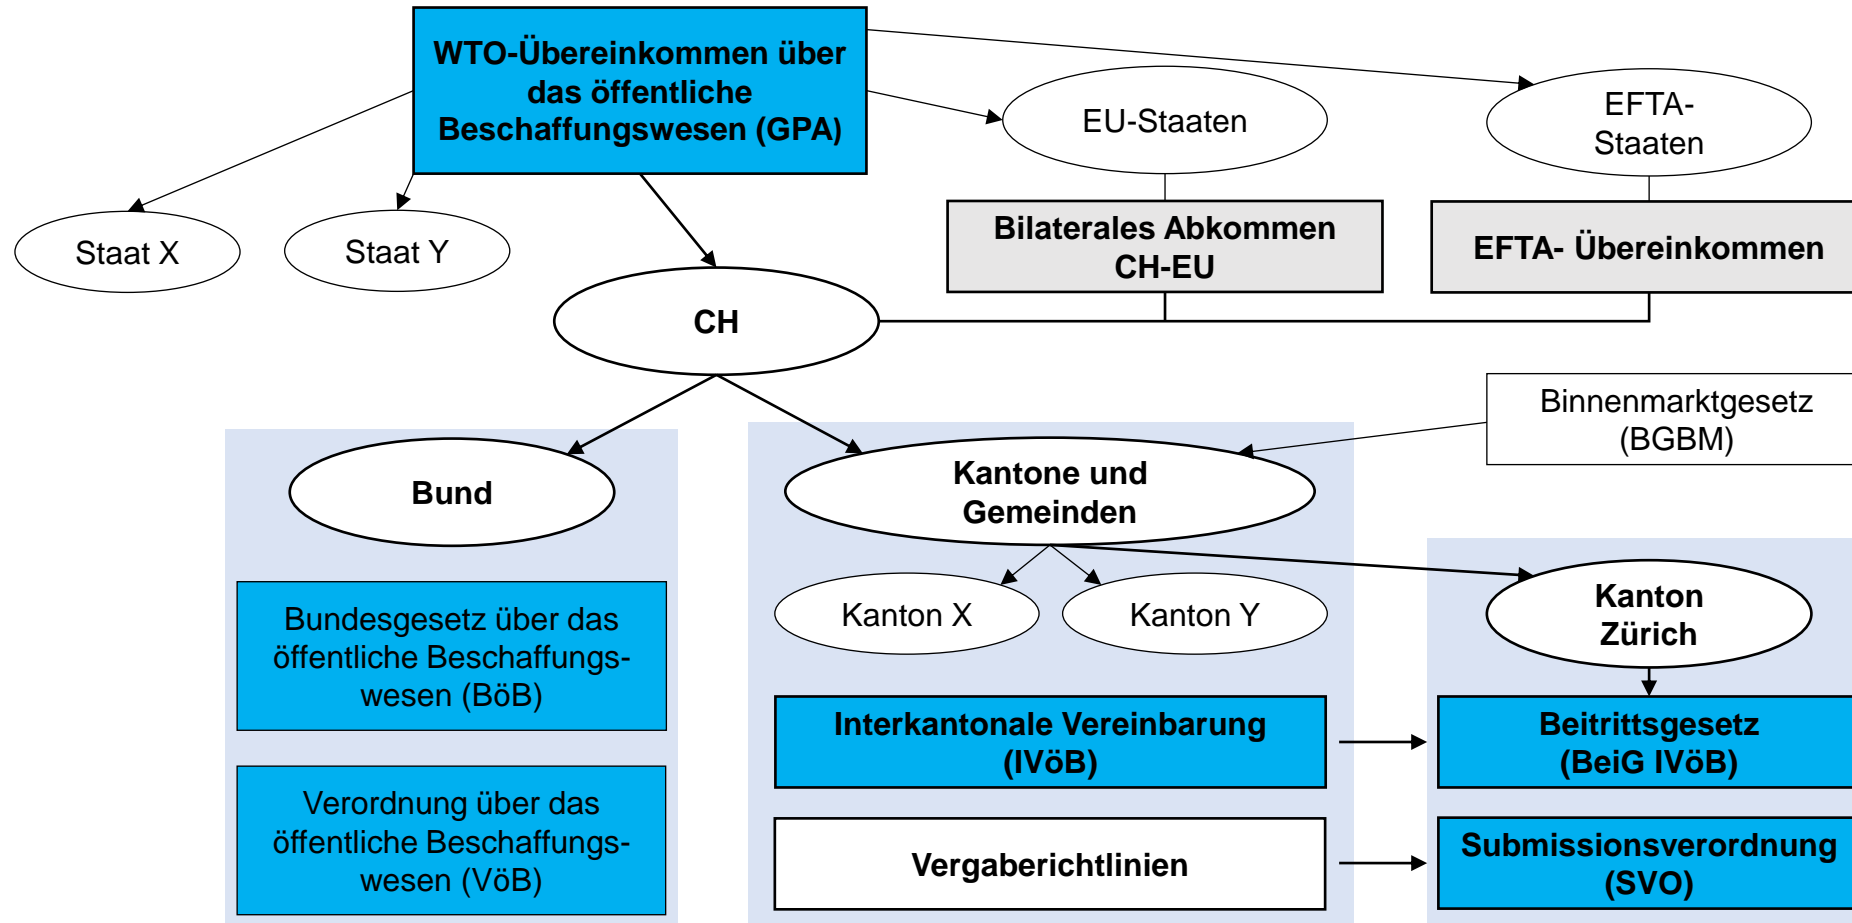 WTO-Übereinkommen über
das öffentliche
Beschaffungswesen (GPA)
EU-Staaten
EFTA-
Staaten
Staat X
Staat Y
Bilaterales Abkommen
CH-EU
EFTA- Übereinkommen
CH
Binnenmarktgesetz
(BGBM)
Bund
Kantone und
Gemeinden
Kanton X
Kanton Y
Kanton
Zürich
Bundesgesetz über das
öffentliche Beschaffungs-
wesen (BöB)
Interkantonale Vereinbarung
(IVöB)
Beitrittsgesetz
(BeiG IVöB)
Verordnung über das
öffentliche Beschaffungs-
wesen (VöB)
Vergaberichtlinien
Submissionsverordnung
(SVO)